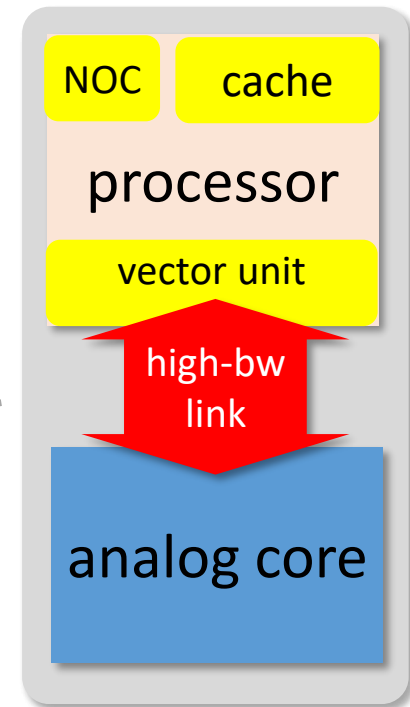 NOC cache
processor
vector unit
high-bw
link
analog core